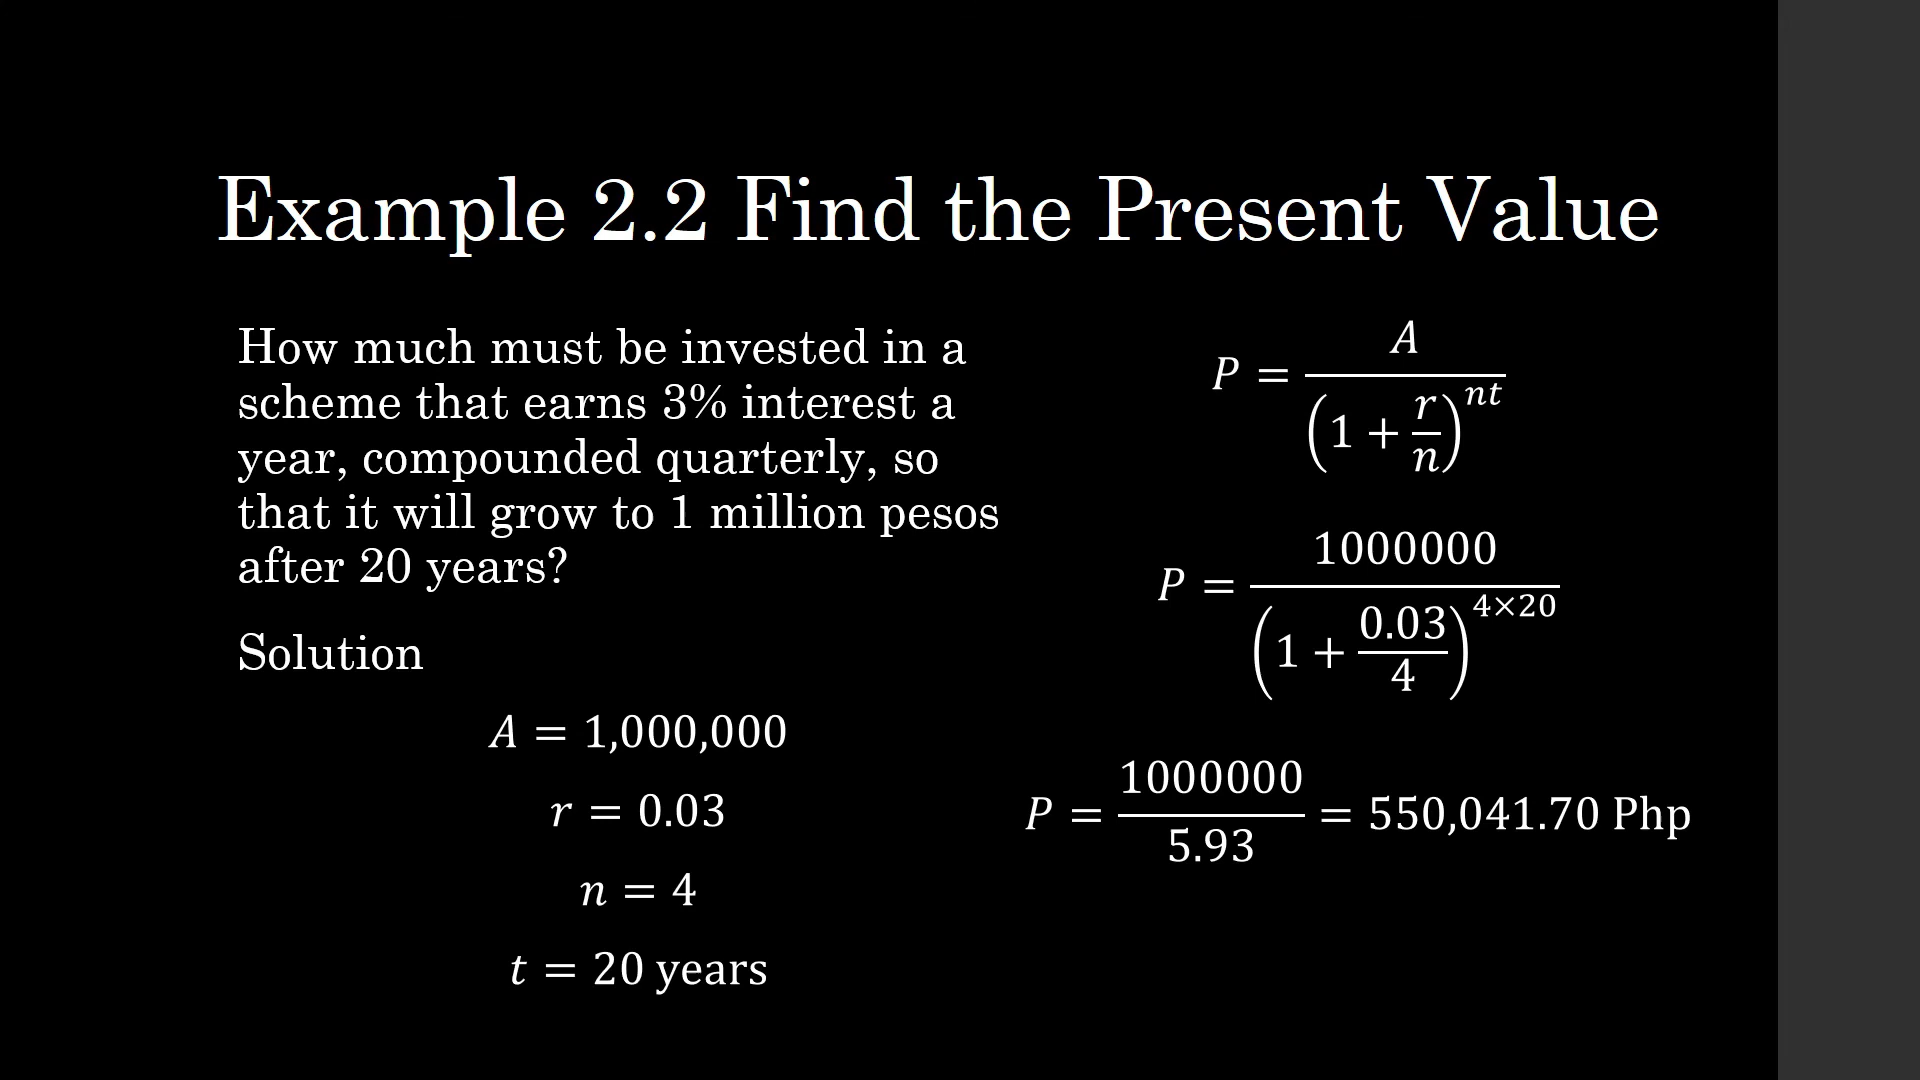 Example 2.2 Find the Present Value
How much must be invested in a
scheme that earns 3% interest a
year, compounded quarterly, so
that it will grow to 1 million pesos
after 20 years?
Solution
A = 1,000,000
r = 0.03
n = 4
t = 20 years
P = A / (1 + r/n)^nt
P = 1000000 / (1 + 0.03/4)^4×20
P = 1000000 / 5.93 = 550,041.70 Php